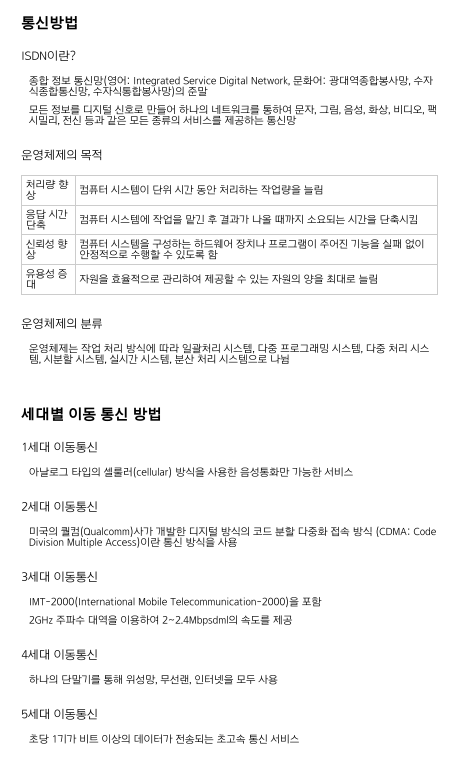 통신방법
ISDN이란?
종합 정보 통신망(영어: Integrated Service Digital Network, 문화어: 광대역종합봉사망, 수자
식종합통신망, 수자식통합봉사망)의 준말
모든 정보를 디지털 신호로 만들어 하나의 네트워크를 통하여 문자, 그림, 음성, 화상, 비디오, 팩
시밀리, 전신 등과 같은 모든 종류의 서비스를 제공하는 통신망
운영체제의 목적
처리량 향
상
컴퓨터 시스템이 단위 시간 동안 처리하는 작업량을 늘림
응답 시간
단축
컴퓨터 시스템에 작업을 맡긴 후 결과가 나올 때까지 소요되는 시간을 단축시킴
신뢰성 향
상
컴퓨터 시스템을 구성하는 하드웨어 장치나 프로그램이 주어진 기능을 실패 없이
안정적으로 수행할 수 있도록 함
유용성 증
대
자원을 효율적으로 관리하여 제공할 수 있는 자원의 양을 최대로 늘림
운영체제의 분류
운영체제는 작업 처리 방식에 따라 일괄처리 시스템, 다중 프로그래밍 시스템, 다중 처리 시스
템, 시분할 시스템, 실시간 시스템, 분산 처리 시스템으로 나뉨
세대별 이동 통신 방법
1세대 이동통신
아날로그 타입의 셀룰러(cellular) 방식을 사용한 음성통화만 가능한 서비스
2세대 이동통신
미국의 퀄컴(Qualcomm)사가 개발한 디지털 방식의 코드 분할 다중화 접속 방식 (CDMA: Code
Division Multiple Access)이란 통신 방식을 사용
3세대 이동통신
IMT-2000(International Mobile Telecommunication-2000)을 포함
2GHz 주파수 대역을 이용하여 2~2.4Mbpsdml의 속도를 제공
4세대 이동통신
하나의 단말기를 통해 위성망, 무선랜, 인터넷을 모두 사용
5세대 이동통신
초당 1기가 비트 이상의 데이터가 전송되는 초고속 통신 서비스